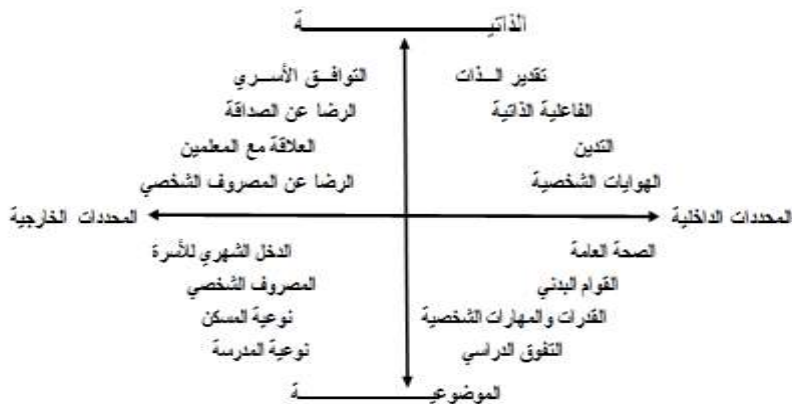 الذاتيـــــــــــــــة
تقدير الــذات
التوافــق الأســري
الفاعلية الذاتية
الرضا عن الصداقة
التدين
العلاقة مع المعلمين
الهوايات الشخصية
الرضا عن المصروف الشخصي
المحددات الداخلية
المحددات الخارجية
الصحة العامة
الدخل الشهري للأسرة
القوام البدني
المصروف الشخصي
القدرات والمهارات الشخصية
نوعية المسكن
التفوق الدراسي
نوعية المدرسة
الموضوعيـــــــــــــــة